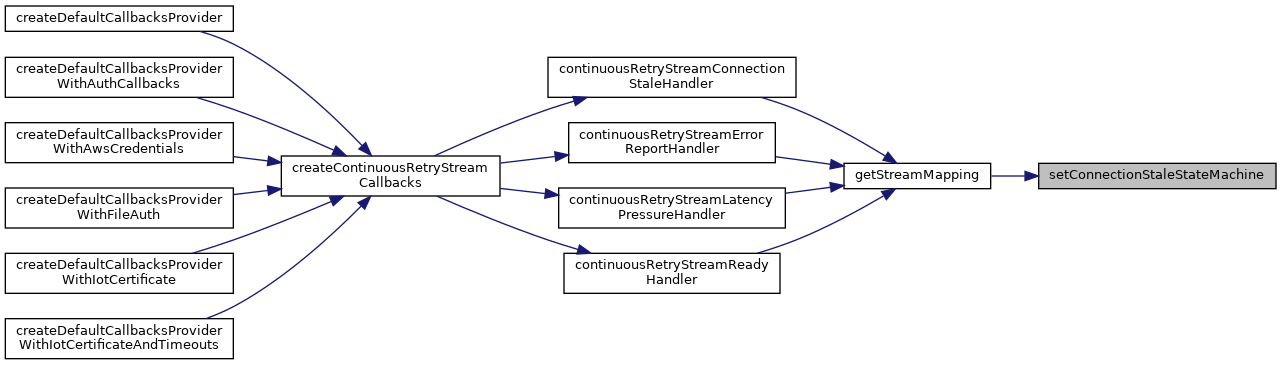 createDefaultCallbacksProvider
createDefaultCallbacksProvider
WithAuthCallbacks
createDefaultCallbacksProvider
WithAwsCredentials
createDefaultCallbacksProvider
WithFileAuth
createDefaultCallbacksProvider
WithIotCertificate
createDefaultCallbacksProvider
WithIotCertificateAndTimeouts
createContinuousRetryStream
Callbacks
continuousRetryStreamConnection
StaleHandler
continuousRetryStreamError
ReportHandler
continuousRetryStreamLatency
PressureHandler
continuousRetryStreamReady
Handler
getStreamMapping
setConnectionStaleStateMachine